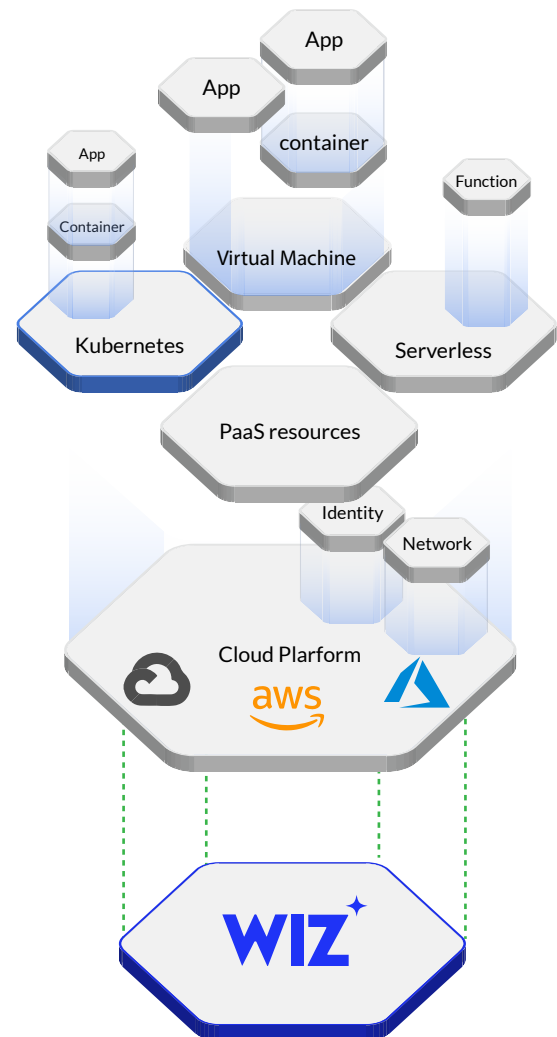 App
App
container
App
Container
Function
Virtual Machine
Kubernetes
Serverless
PaaS resources
Identity
Network
Cloud Plarform
aws
WIZ